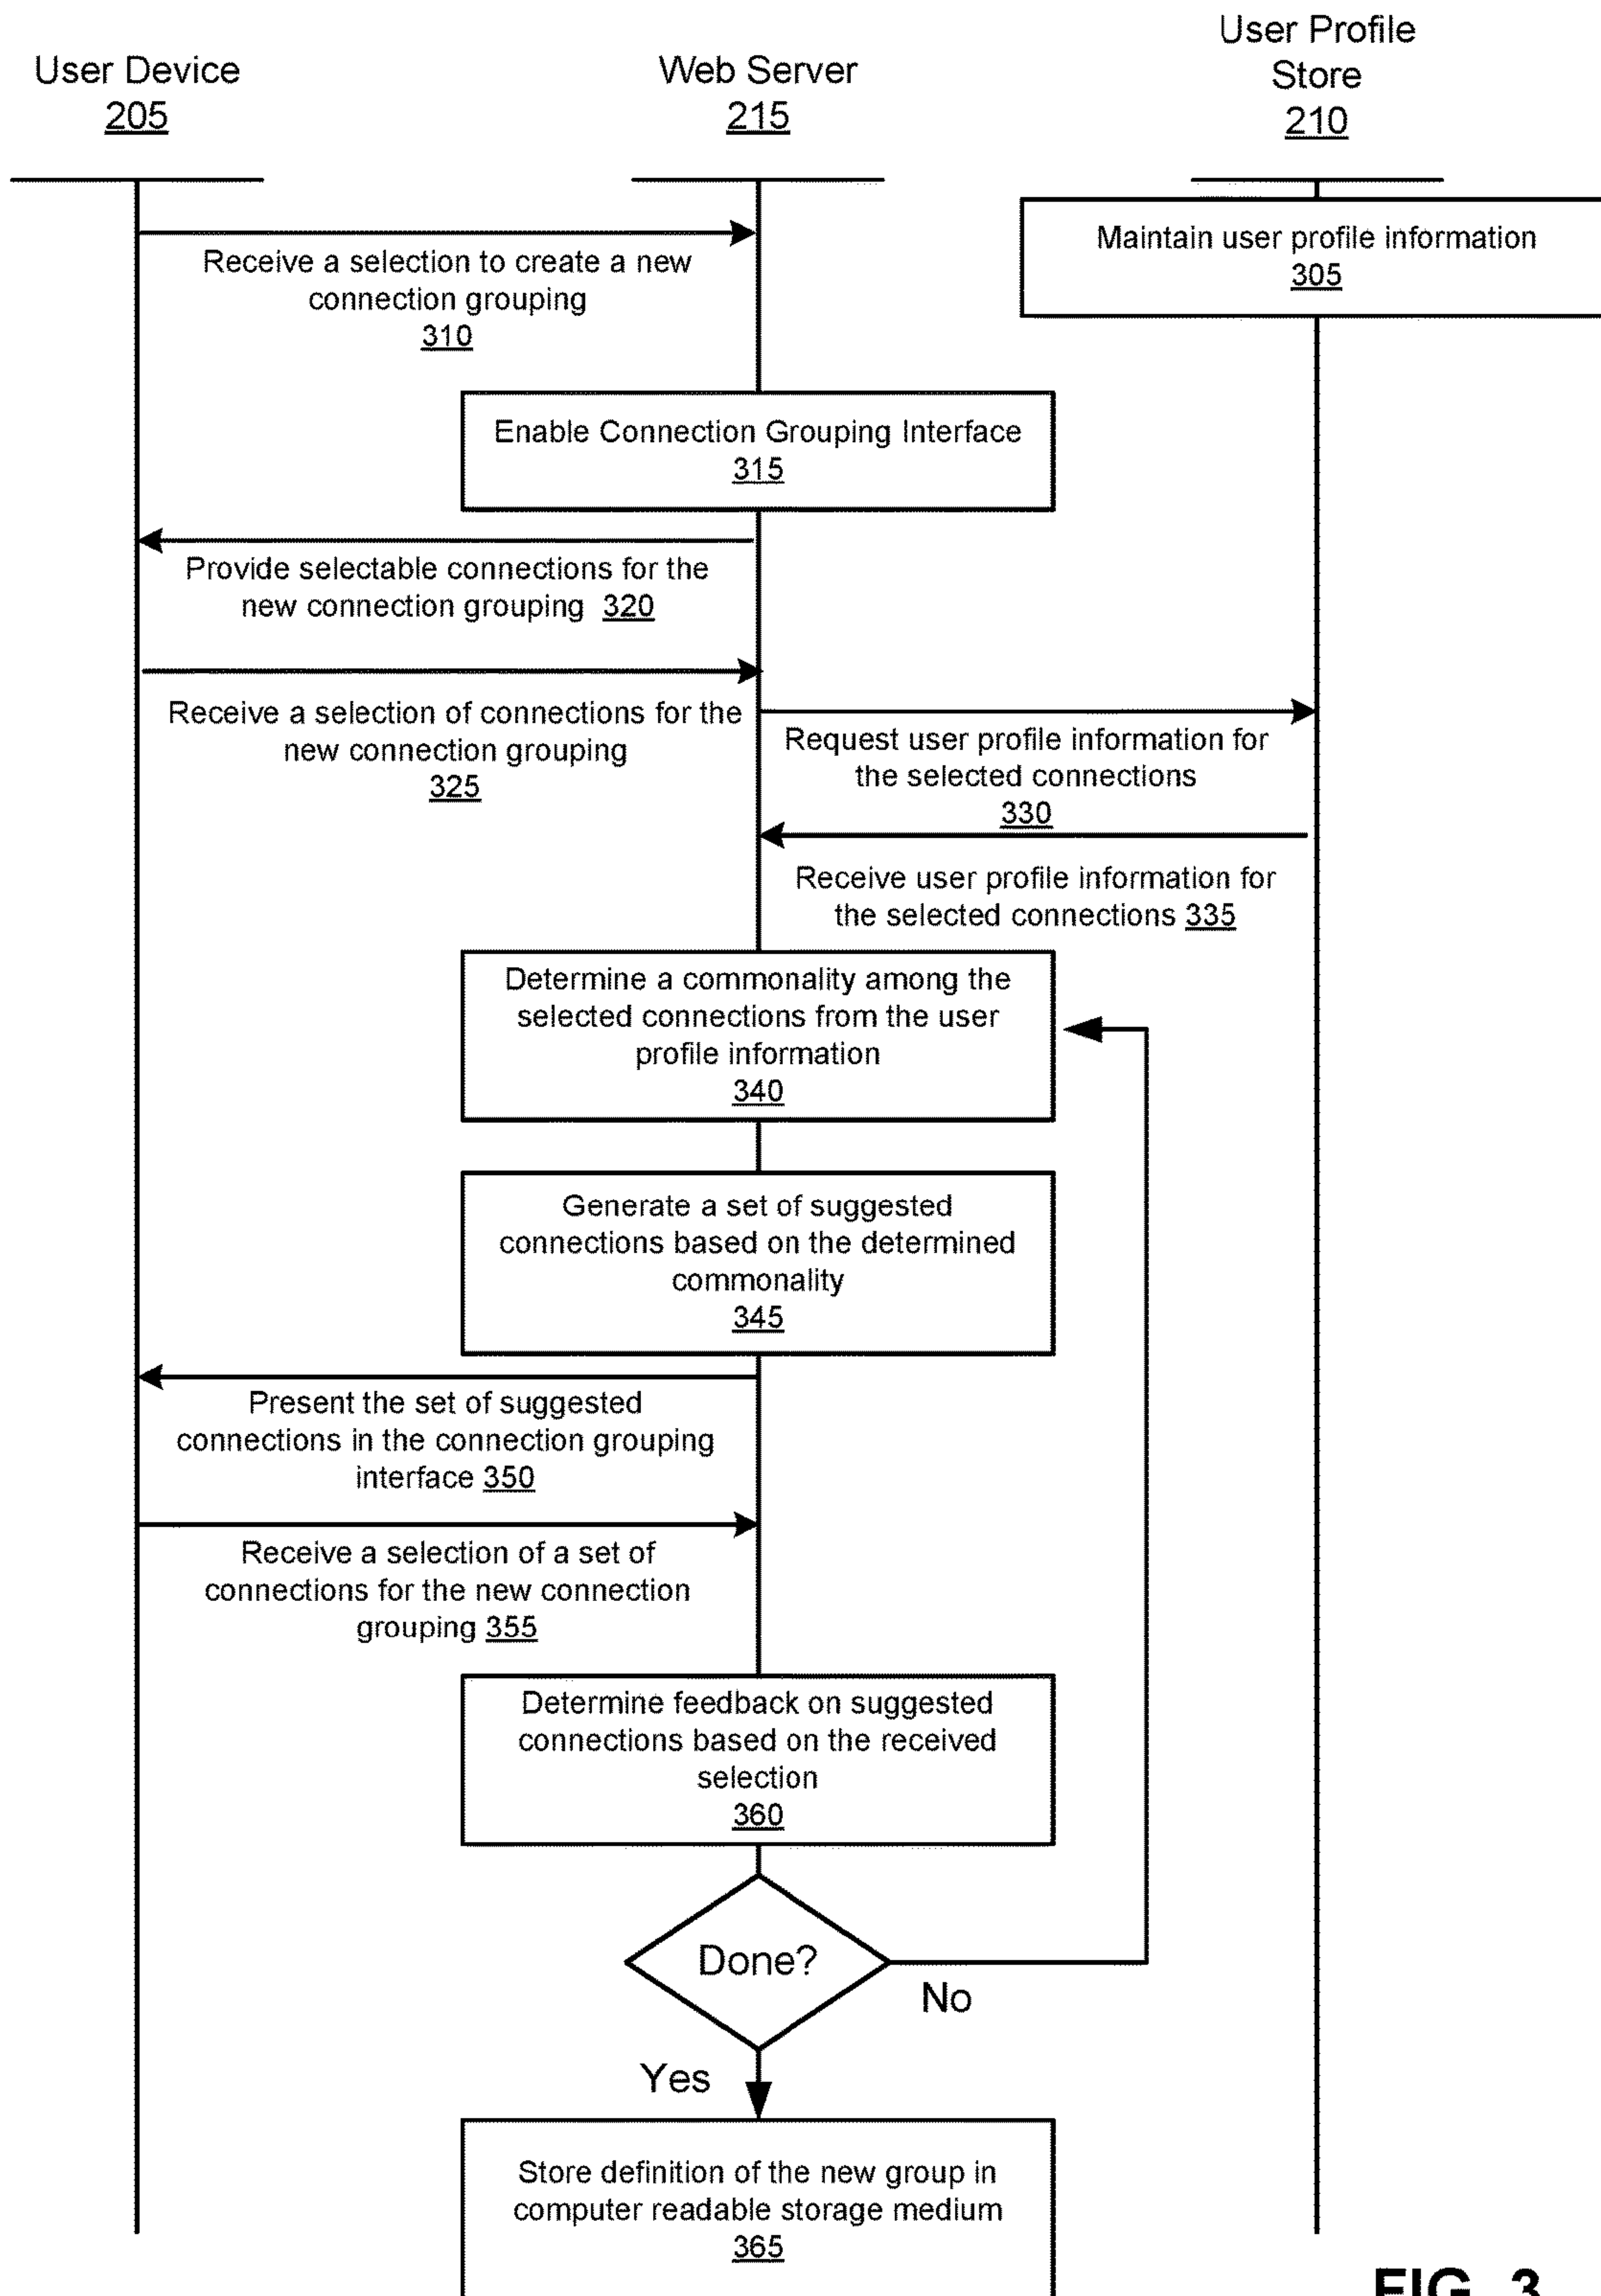 User Device
205
Web Server
215
User Profile
Store
210
Maintain user profile information
305
Receive a selection to create a new
connection grouping
310
Enable Connection Grouping Interface
315
Provide selectable connections for the
new connection grouping 320
Receive a selection of connections for the
new connection grouping
325
Request user profile information for
the selected connections
330
Receive user profile information for
the selected connections 335
Determine a commonality among the
selected connections from the user
profile information
340
Generate a set of suggested
connections based on the determined
commonality
345
Present the set of suggested
connections in the connection grouping
interface 350
Receive a selection of a set of
connections for the new connection
grouping 355
Determine feedback on suggested
connections based on the received
selection
360
Done?
No
Yes
Store definition of the new group in
computer readable storage medium
365
FIG. 3